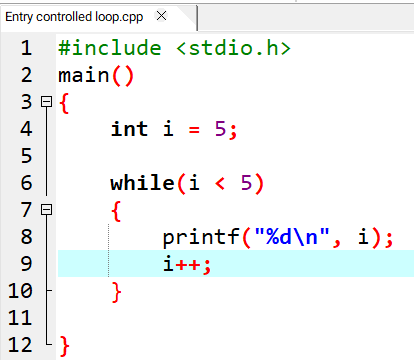 Entry controlled loop.cpp
1 #include <stdio.h>
2 main()
3 {
4     int i = 5;
5
6     while(i < 5)
7     {
8         printf("%d\n", i);
9         i++;
10     }
11
12 }